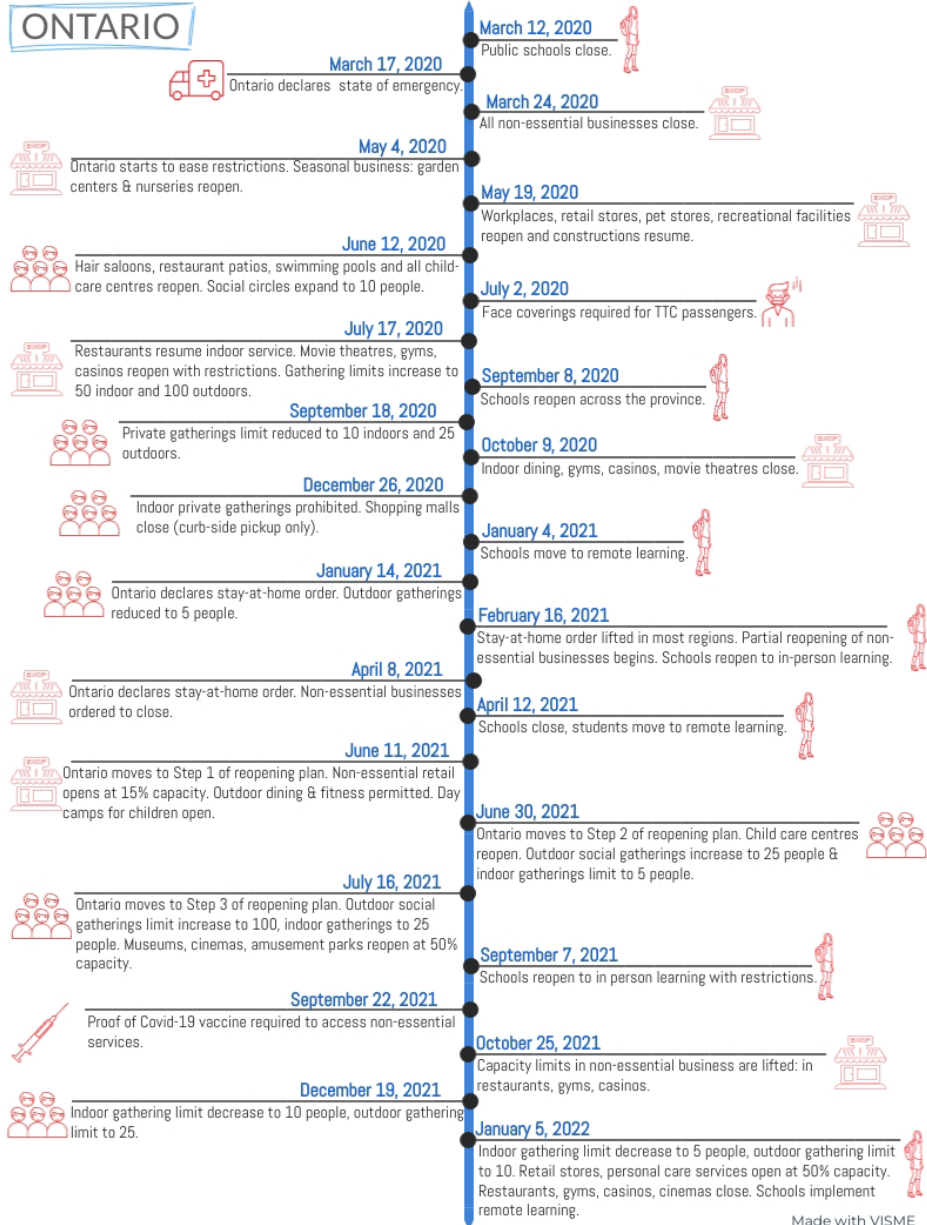 ONTARIO
March 12, 2020
Public schools close.
March 17, 2020
Ontario declares state of emergency.
March 24, 2020
All non-essential businesses close.
SHOP
May 4, 2020
SHOP
Ontario starts to ease restrictions. Seasonal business: garden
centers & nurseries reopen.
May 19, 2020
SHOP
Workplaces, retail stores, pet stores, recreational facilities
reopen and constructions resume.
June 12, 2020
Hair saloons, restaurant patios, swimming pools and all child-
care centres reopen. Social circles expand to 10 people.
July 2, 2020
Face coverings required for TTC passengers.
July 17, 2020
SHOP
Restaurants resume indoor service. Movie theatres, gyms,
casinos reopen with restrictions. Gathering limits increase to
50 indoor and 100 outdoors.
September 8, 2020
Schools reopen across the province.
September 18, 2020
Private gatherings limit reduced to 10 indoors and 25
outdoors.
October 9, 2020
SHOP
Indoor dining, gyms, casinos, movie theatres close.
December 26, 2020
Indoor private gatherings prohibited. Shopping malls
close (curb-side pickup only).
January 4, 2021
Schools move to remote learning.
January 14, 2021
Ontario declares stay-at-home order. Outdoor gatherings
reduced to 5 people.
February 16, 2021
Stay-at-home order lifted in most regions. Partial reopening of non-
essential businesses begins. Schools reopen to in-person learning.
April 8, 2021
SHOP
Ontario declares stay-at-home order. Non-essential businesses
ordered to close.
April 12, 2021
Schools close, students move to remote learning.
June 11, 2021
SHOP
Ontario moves to Step 1 of reopening plan. Non-essential retail
opens at 15% capacity. Outdoor dining & fitness permitted. Day
camps for children open.
June 30, 2021
Ontario moves to Step 2 of reopening plan. Child care centres
reopen. Outdoor social gatherings increase to 25 people &
indoor gatherings limit to 5 people.
July 16, 2021
Ontario moves to Step 3 of reopening plan. Outdoor social
gatherings limit increase to 100, indoor gatherings to 25
people. Museums, cinemas, amusement parks reopen at 50%
capacity.
September 7, 2021
Schools reopen to in person learning with restrictions.
September 22, 2021
Proof of Covid-19 vaccine required to access non-essential
services.
October 25, 2021
SHOP
Capacity limits in non-essential business are lifted: in
restaurants, gyms, casinos.
December 19, 2021
Indoor gathering limit decrease to 10 people, outdoor gathering
limit to 25.
January 5, 2022
Indoor gathering limit decrease to 5 people, outdoor gathering limit
to 10. Retail stores, personal care services open at 50% capacity.
Restaurants, gyms, casinos, cinemas close. Schools implement
remote learning.
Made with VISME